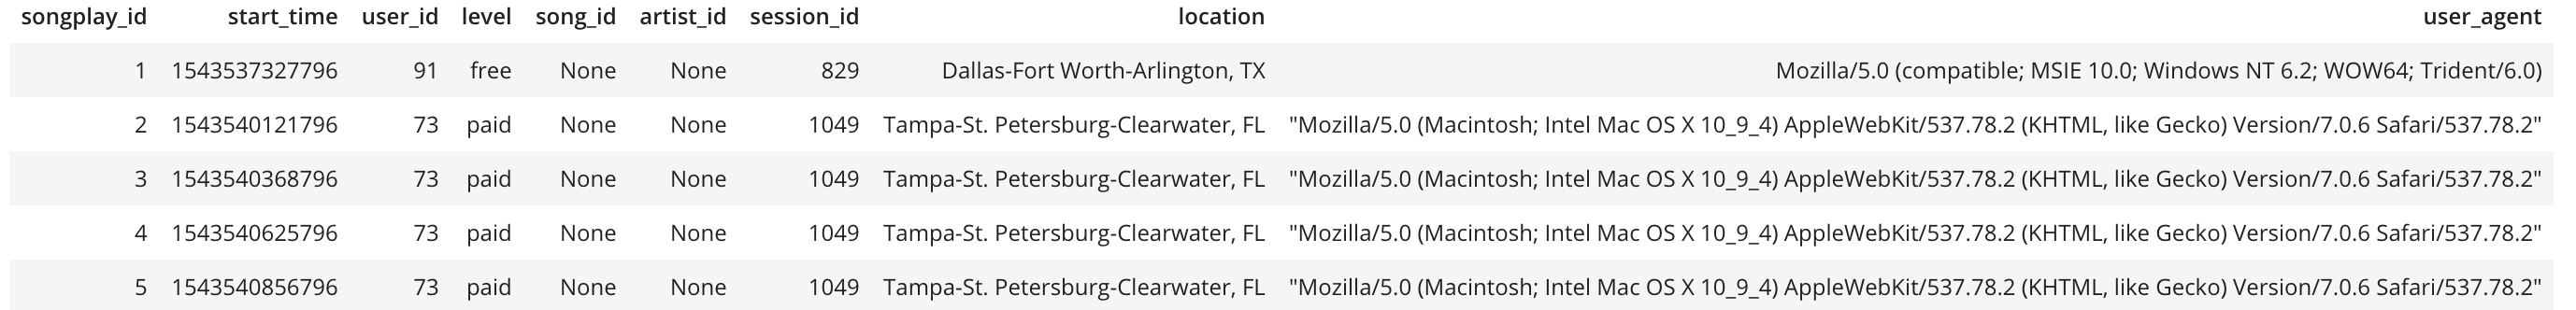 songplay_id start_time user_id level song_id artist_id session_id location user_agent
1 1543537327796 91 free None None 829 Dallas-Fort Worth-Arlington, TX Mozilla/5.0 (compatible; MSIE 10.0; Windows NT 6.2; WOW64; Trident/6.0)
2 1543540121796 73 paid None None 1049 Tampa-St. Petersburg-Clearwater, FL "Mozilla/5.0 (Macintosh; Intel Mac OS X 10_9_4) AppleWebKit/537.78.2 (KHTML, like Gecko) Version/7.0.6 Safari/537.78.2"
3 1543540368796 73 paid None None 1049 Tampa-St. Petersburg-Clearwater, FL "Mozilla/5.0 (Macintosh; Intel Mac OS X 10_9_4) AppleWebKit/537.78.2 (KHTML, like Gecko) Version/7.0.6 Safari/537.78.2"
4 1543540625796 73 paid None None 1049 Tampa-St. Petersburg-Clearwater, FL "Mozilla/5.0 (Macintosh; Intel Mac OS X 10_9_4) AppleWebKit/537.78.2 (KHTML, like Gecko) Version/7.0.6 Safari/537.78.2"
5 1543540856796 73 paid None None 1049 Tampa-St. Petersburg-Clearwater, FL "Mozilla/5.0 (Macintosh; Intel Mac OS X 10_9_4) AppleWebKit/537.78.2 (KHTML, like Gecko) Version/7.0.6 Safari/537.78.2"